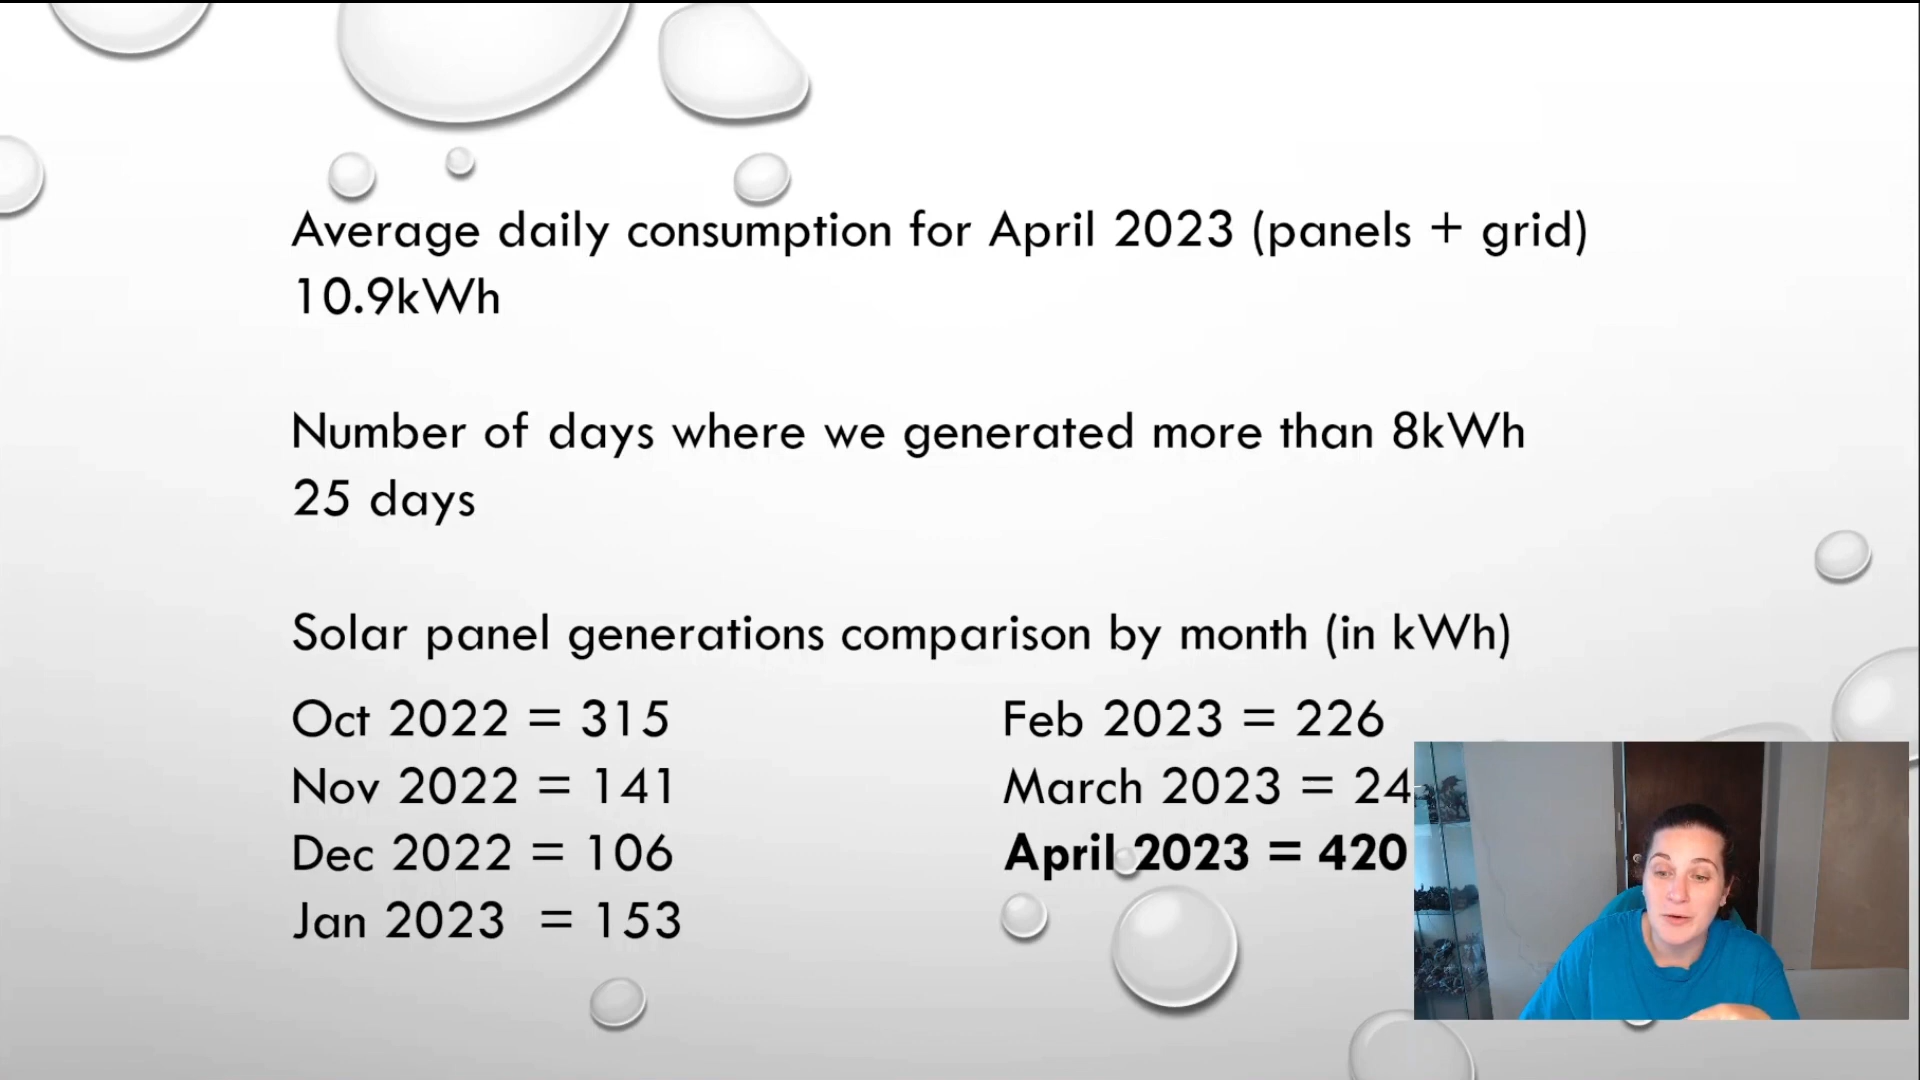 Average daily consumption for April 2023 (panels + grid)
10.9kWh
Number of days where we generated more than 8kWh
25 days
Solar panel generations comparison by month (in kWh)
Oct 2022 = 315
Nov 2022 = 141
Dec 2022 = 106
Jan 2023 = 153
Feb 2023 = 226
March 2023 =
April 2023 = 420